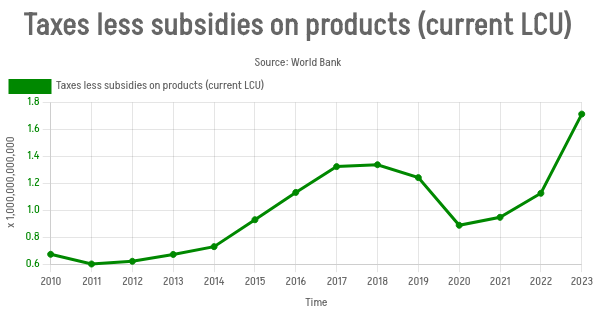 Taxes less subsidies on products (current LCU)
Source: World Bank
Taxes less subsidies on products (current LCU)
x 1,000,000,000,000
1.8
1.6
1.4
1.2
1.0
0.8
0.6
2010 2011 2012 2013 2014 2015 2016 2017 2018 2019 2020 2021 2022 2023
Time